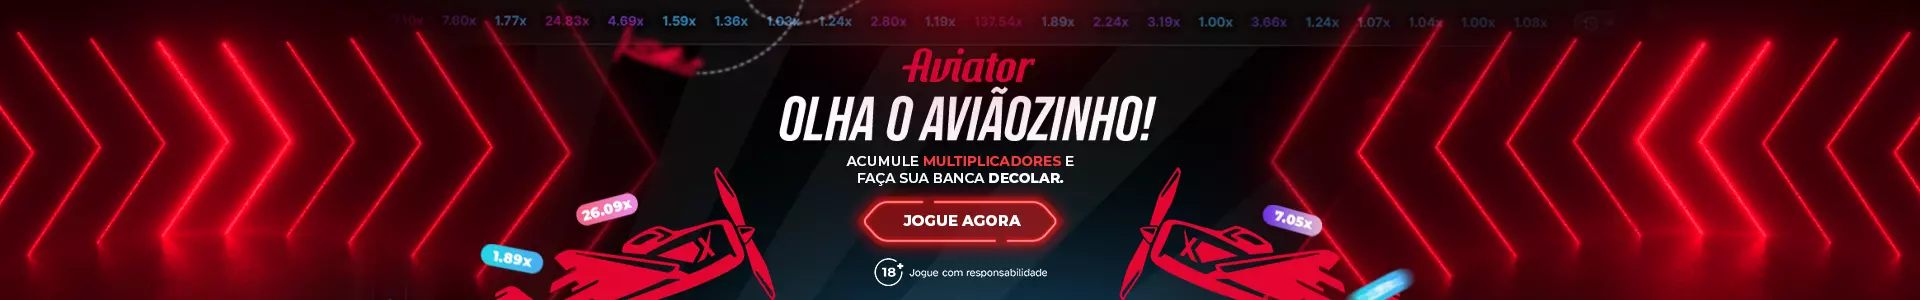 7.60x 1.77x 24.83x 4.69x 1.59x 1.36x 1.03x 1.24x 2.80x 1.19x 137.54x 1.89x 2.24x 3.19x 1.00x 3.66x 1.24x 1.07x 1.04x 1.00x 1.08x
Aviator
OLHA O AVIÃOZINHO!
ACUMULE MULTIPLICADORES E
FAÇA SUA BANCA DECOLAR.
26.09x
7.05x
JOGUE AGORA
1.89x
18+ Jogue com responsabilidade